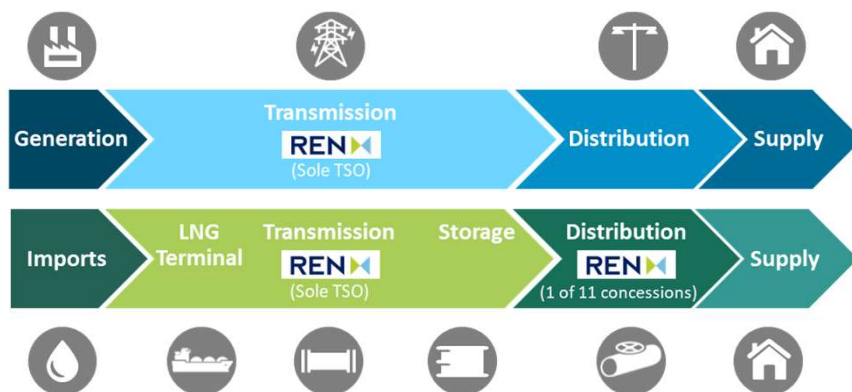 Generation
Transmission
REN
(Sole TSO)
Distribution
Supply
Imports
LNG
Terminal
Transmission
REN
(Sole TSO)
Storage
Distribution
REN
(1 of 11 concessions)
Supply